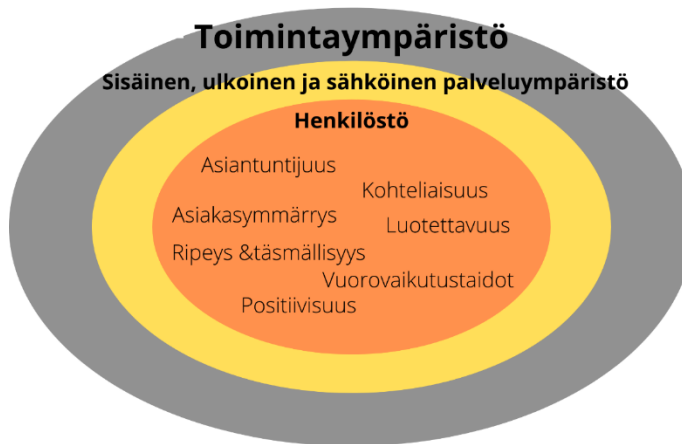 Toimintaympäristö
Sisäinen, ulkoinen ja sähköinen palveluympäristö
Henkilöstö
Asiantuntijuus
Kohteliaisuus
Asiakasymmärrys
Luotettavuus
Ripeys &täsmällisyys
Vuorovaikutustaidot
Positiivisuus